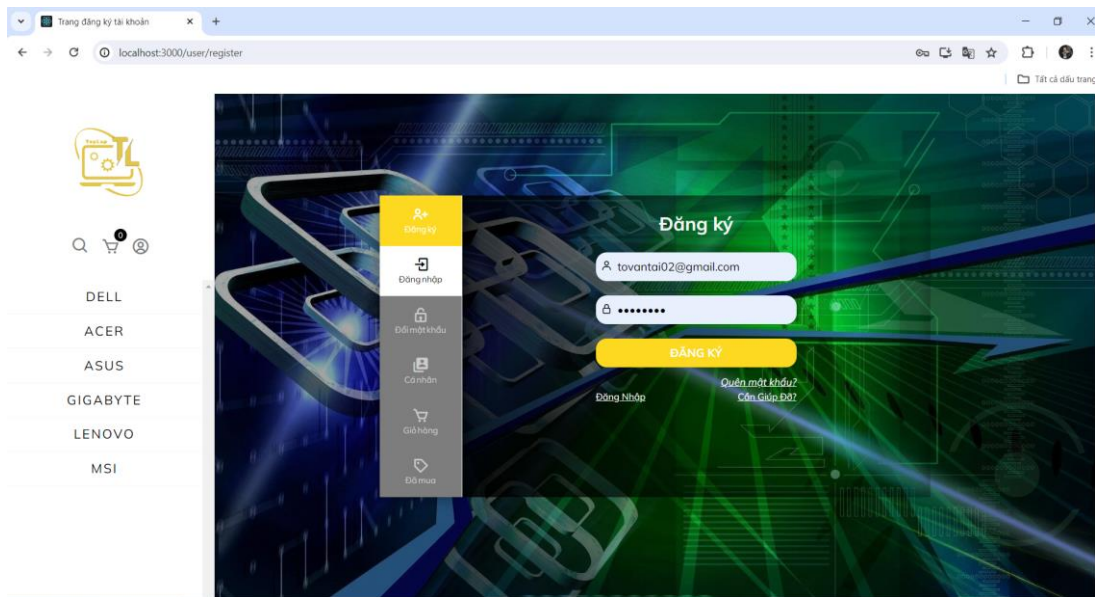 Trang đăng ký tài khoản
localhost:3000/user/register
Tất cả dấu trang
TL
0
DELL
ACER
ASUS
GIGABYTE
LENOVO
MSI
Đăng ký
Đăng nhập
Đổi mật khẩu
Cá nhân
Giỏ hàng
Đã mua
Đăng ký
tovantai02@gmail.com
ĐĂNG KÝ
Quên mật khẩu?
Đăng Nhập Cần Giúp Đỡ?